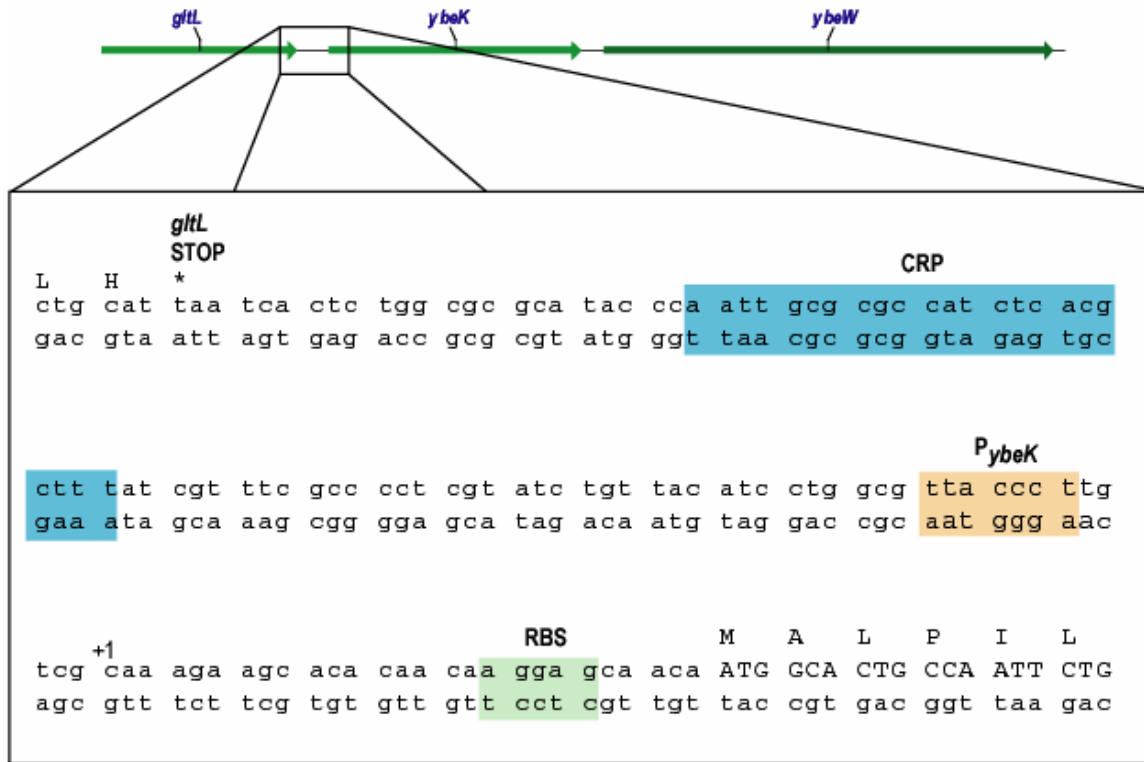 gltL ybeK ybeW
gltL
STOP
CRP
L H *
ctg cat taa tca ctc tgg cgc gca tac cca att gcg cgc cat ctc acg
gac gta att agt gag acc gcg cgt atg ggt taa cgc gcg gta gag tgc
PybeK
ctt tat cgt ttc gcc cct cgt atc tgt tac atc ctg gcg tta ccc ttg
gaa ata gca aag cgg gga gca tag aca atg tag gac cgc aat ggg aac
+1 RBS M A L P I L
tcg caa aga agc aca caa caa gga gca aca ATG GCA CTG CCA ATT CTG
agc gtt tct tcg tgt gtt gtt cct cgt tgt tac cgt gac ggt taa gac